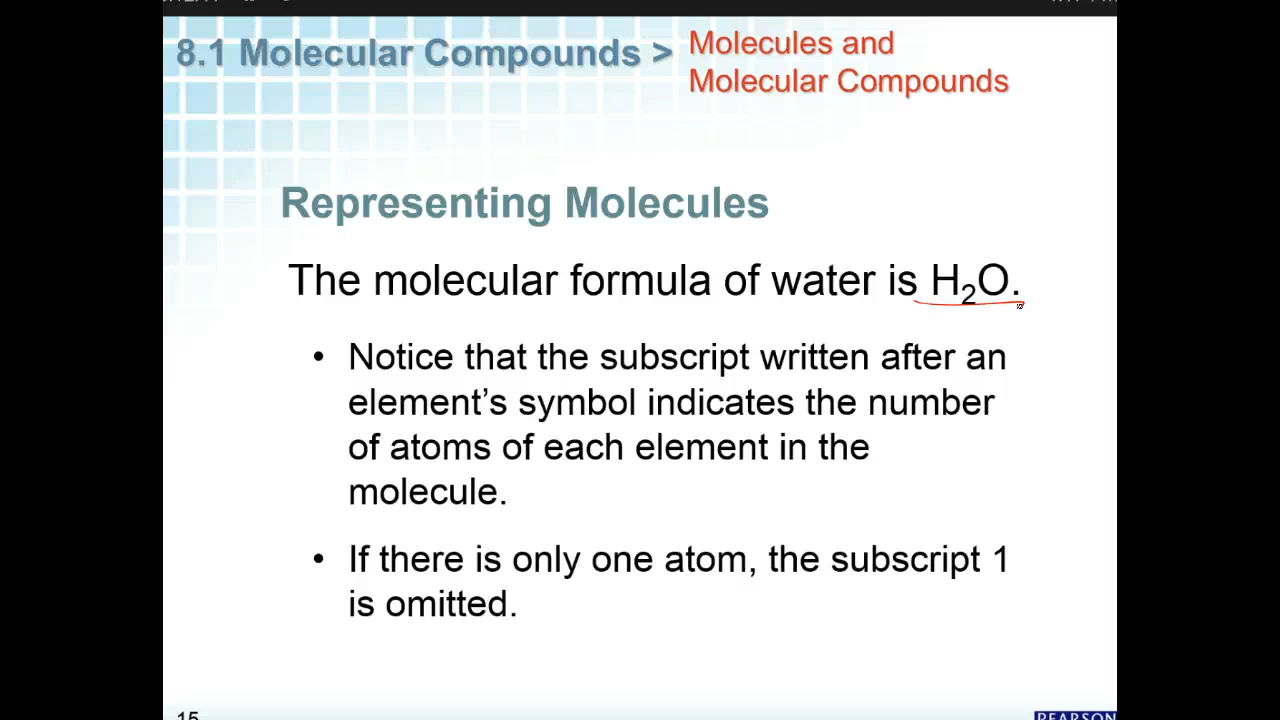 8.1 Molecular Compounds >
Molecules and
Molecular Compounds
Representing Molecules
The molecular formula of water is H₂O.
• Notice that the subscript written after an
element’s symbol indicates the number
of atoms of each element in the
molecule.
• If there is only one atom, the subscript 1
is omitted.
15
PEARSON